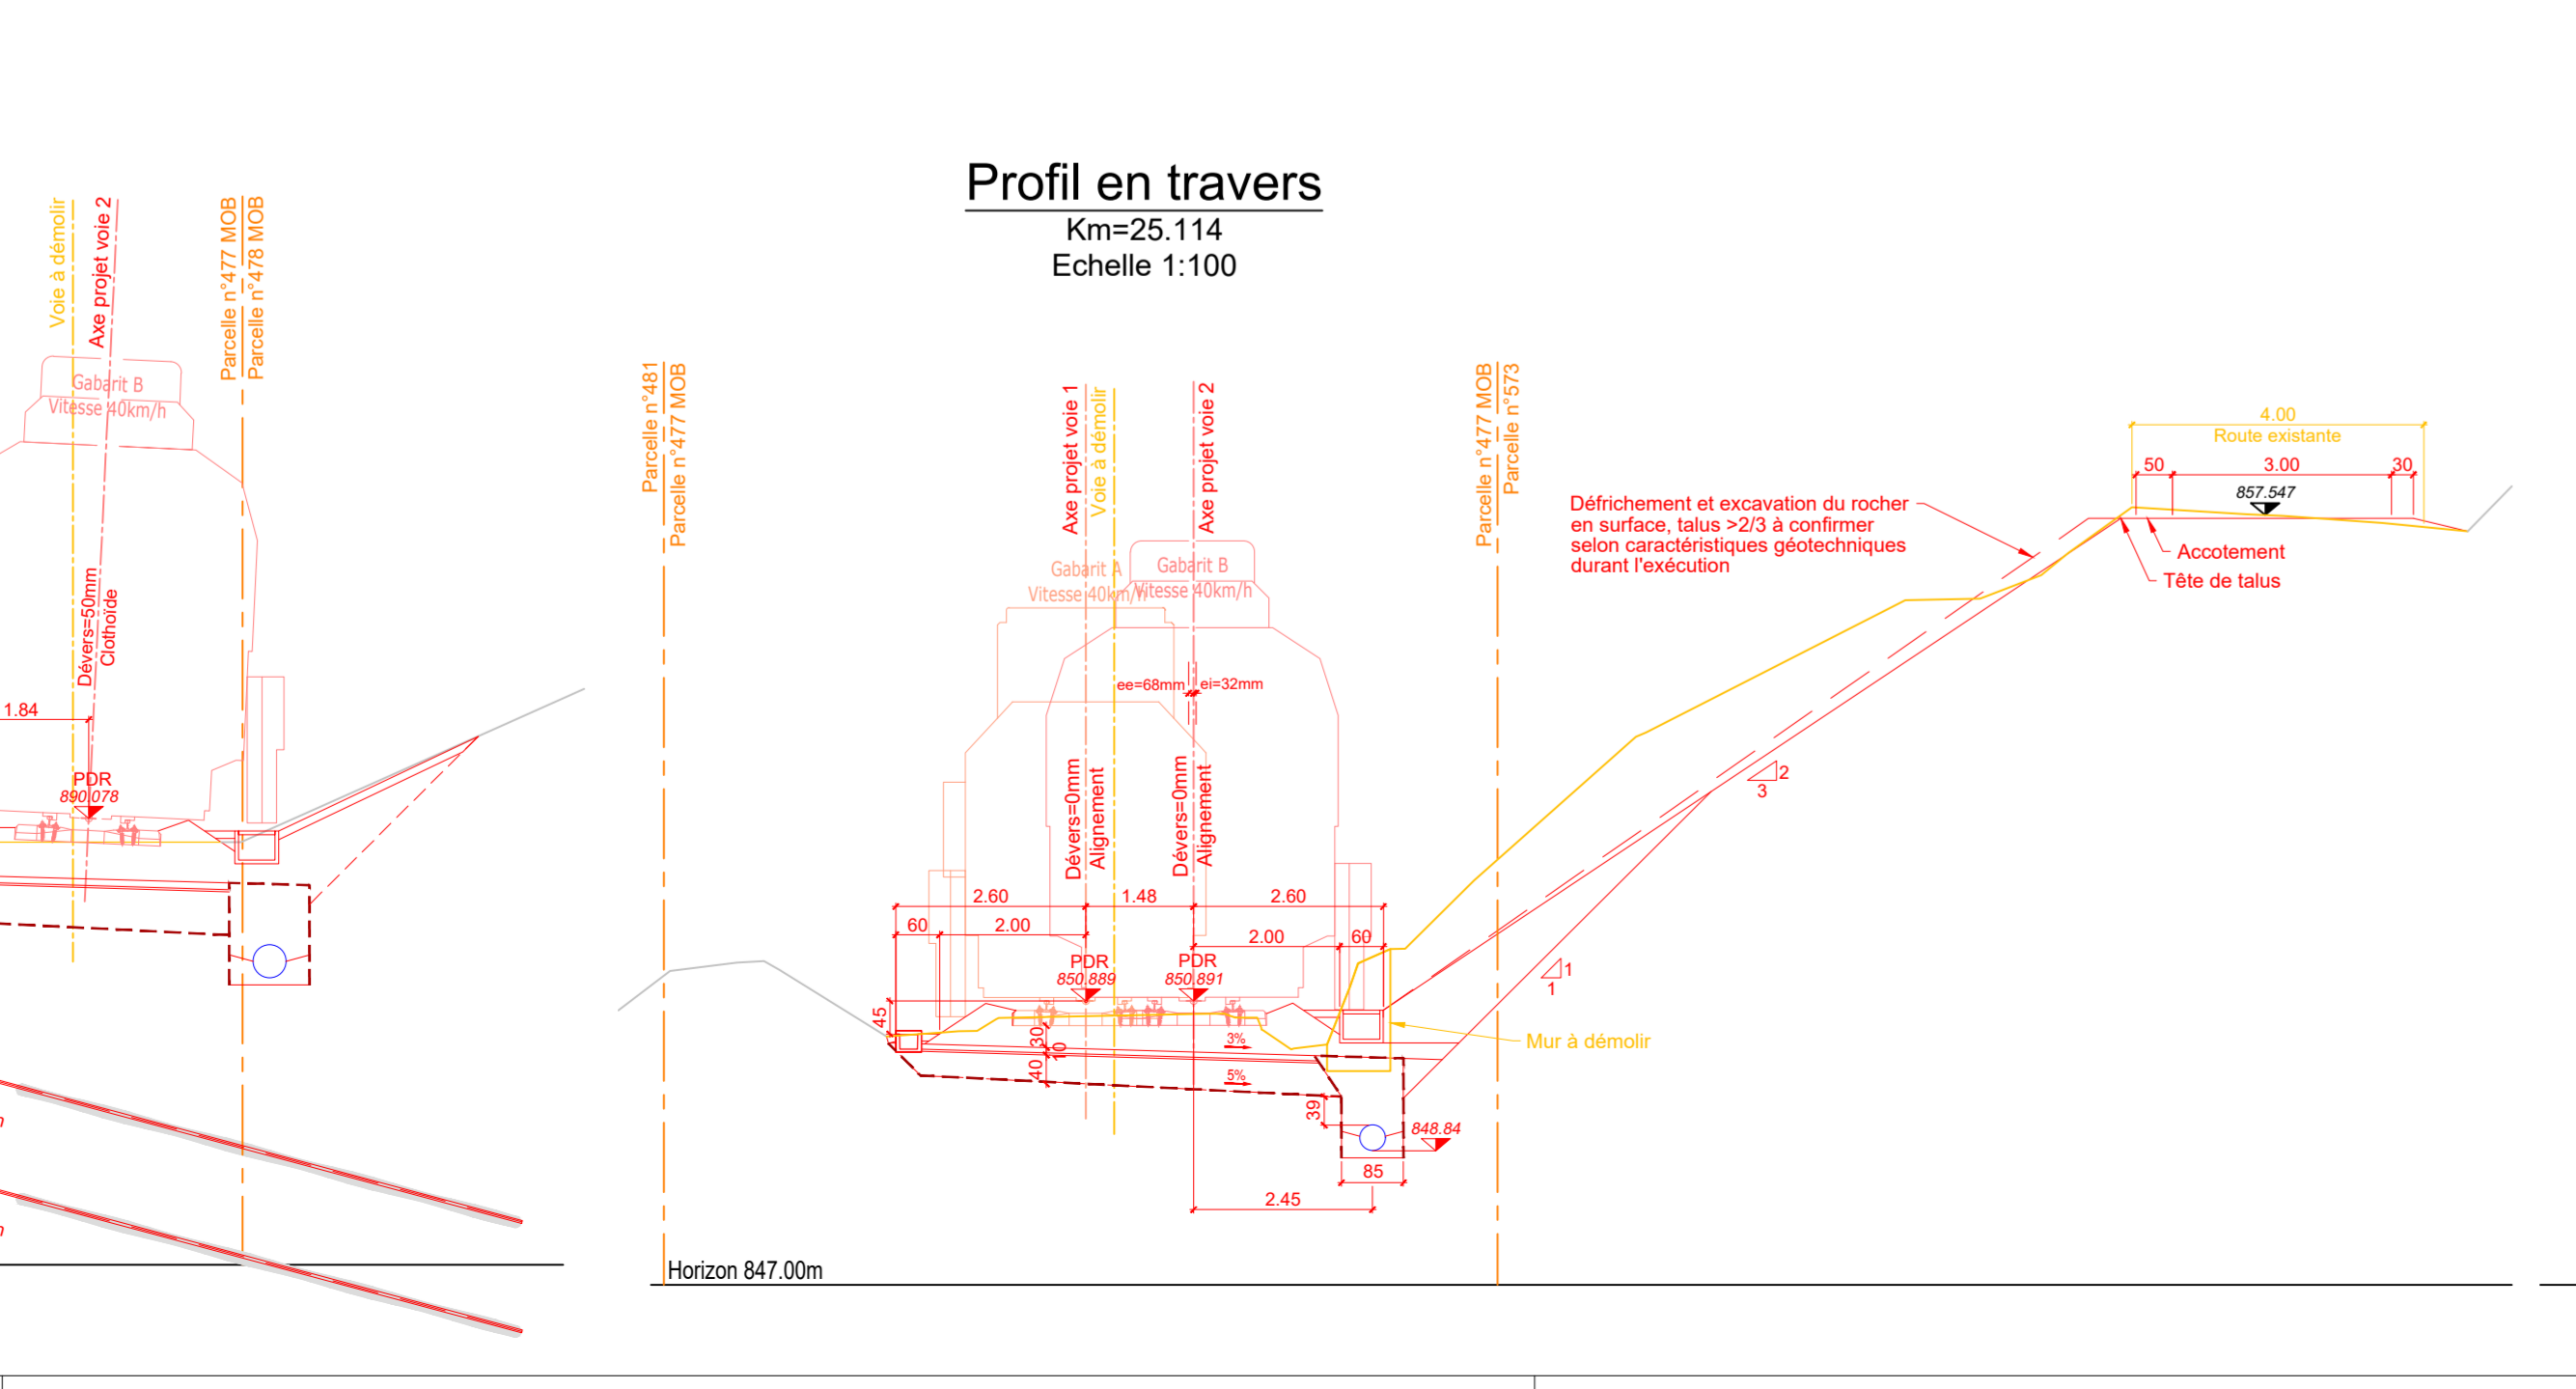 Profil en travers
Km=25.114
Echelle 1:100
Voie à démolir
Axe projet voie 2
Parcelle n°477 MOB
Parcelle n°478 MOB
Gabarit B
Vitesse 40km/h
Dévers=50mm
Clothoïde
1.84
PDR
890.078
Parcelle n°481
Parcelle n°477 MOB
Axe projet voie 1
Voie à démolir
Axe projet voie 2
Parcelle n°477 MOB
Parcelle n°573
Gabarit A
Vitesse 40km/h
Gabarit B
Vitesse 40km/h
ee=68mm
ei=32mm
Dévers=0mm
Alignement
Dévers=0mm
Alignement
2.60
1.48
2.60
60
2.00
2.00
60
PDR
850.889
PDR
850.891
45
30
10
40
3%
5%
39
848.84
85
2.45
Mur à démolir
1
1
2
3
Défrichement et excavation du rocher
en surface, talus >2/3 à confirmer
selon caractéristiques géotechniques
durant l'exécution
4.00
Route existante
50
3.00
30
857.547
Accotement
Tête de talus
Horizon 847.00m